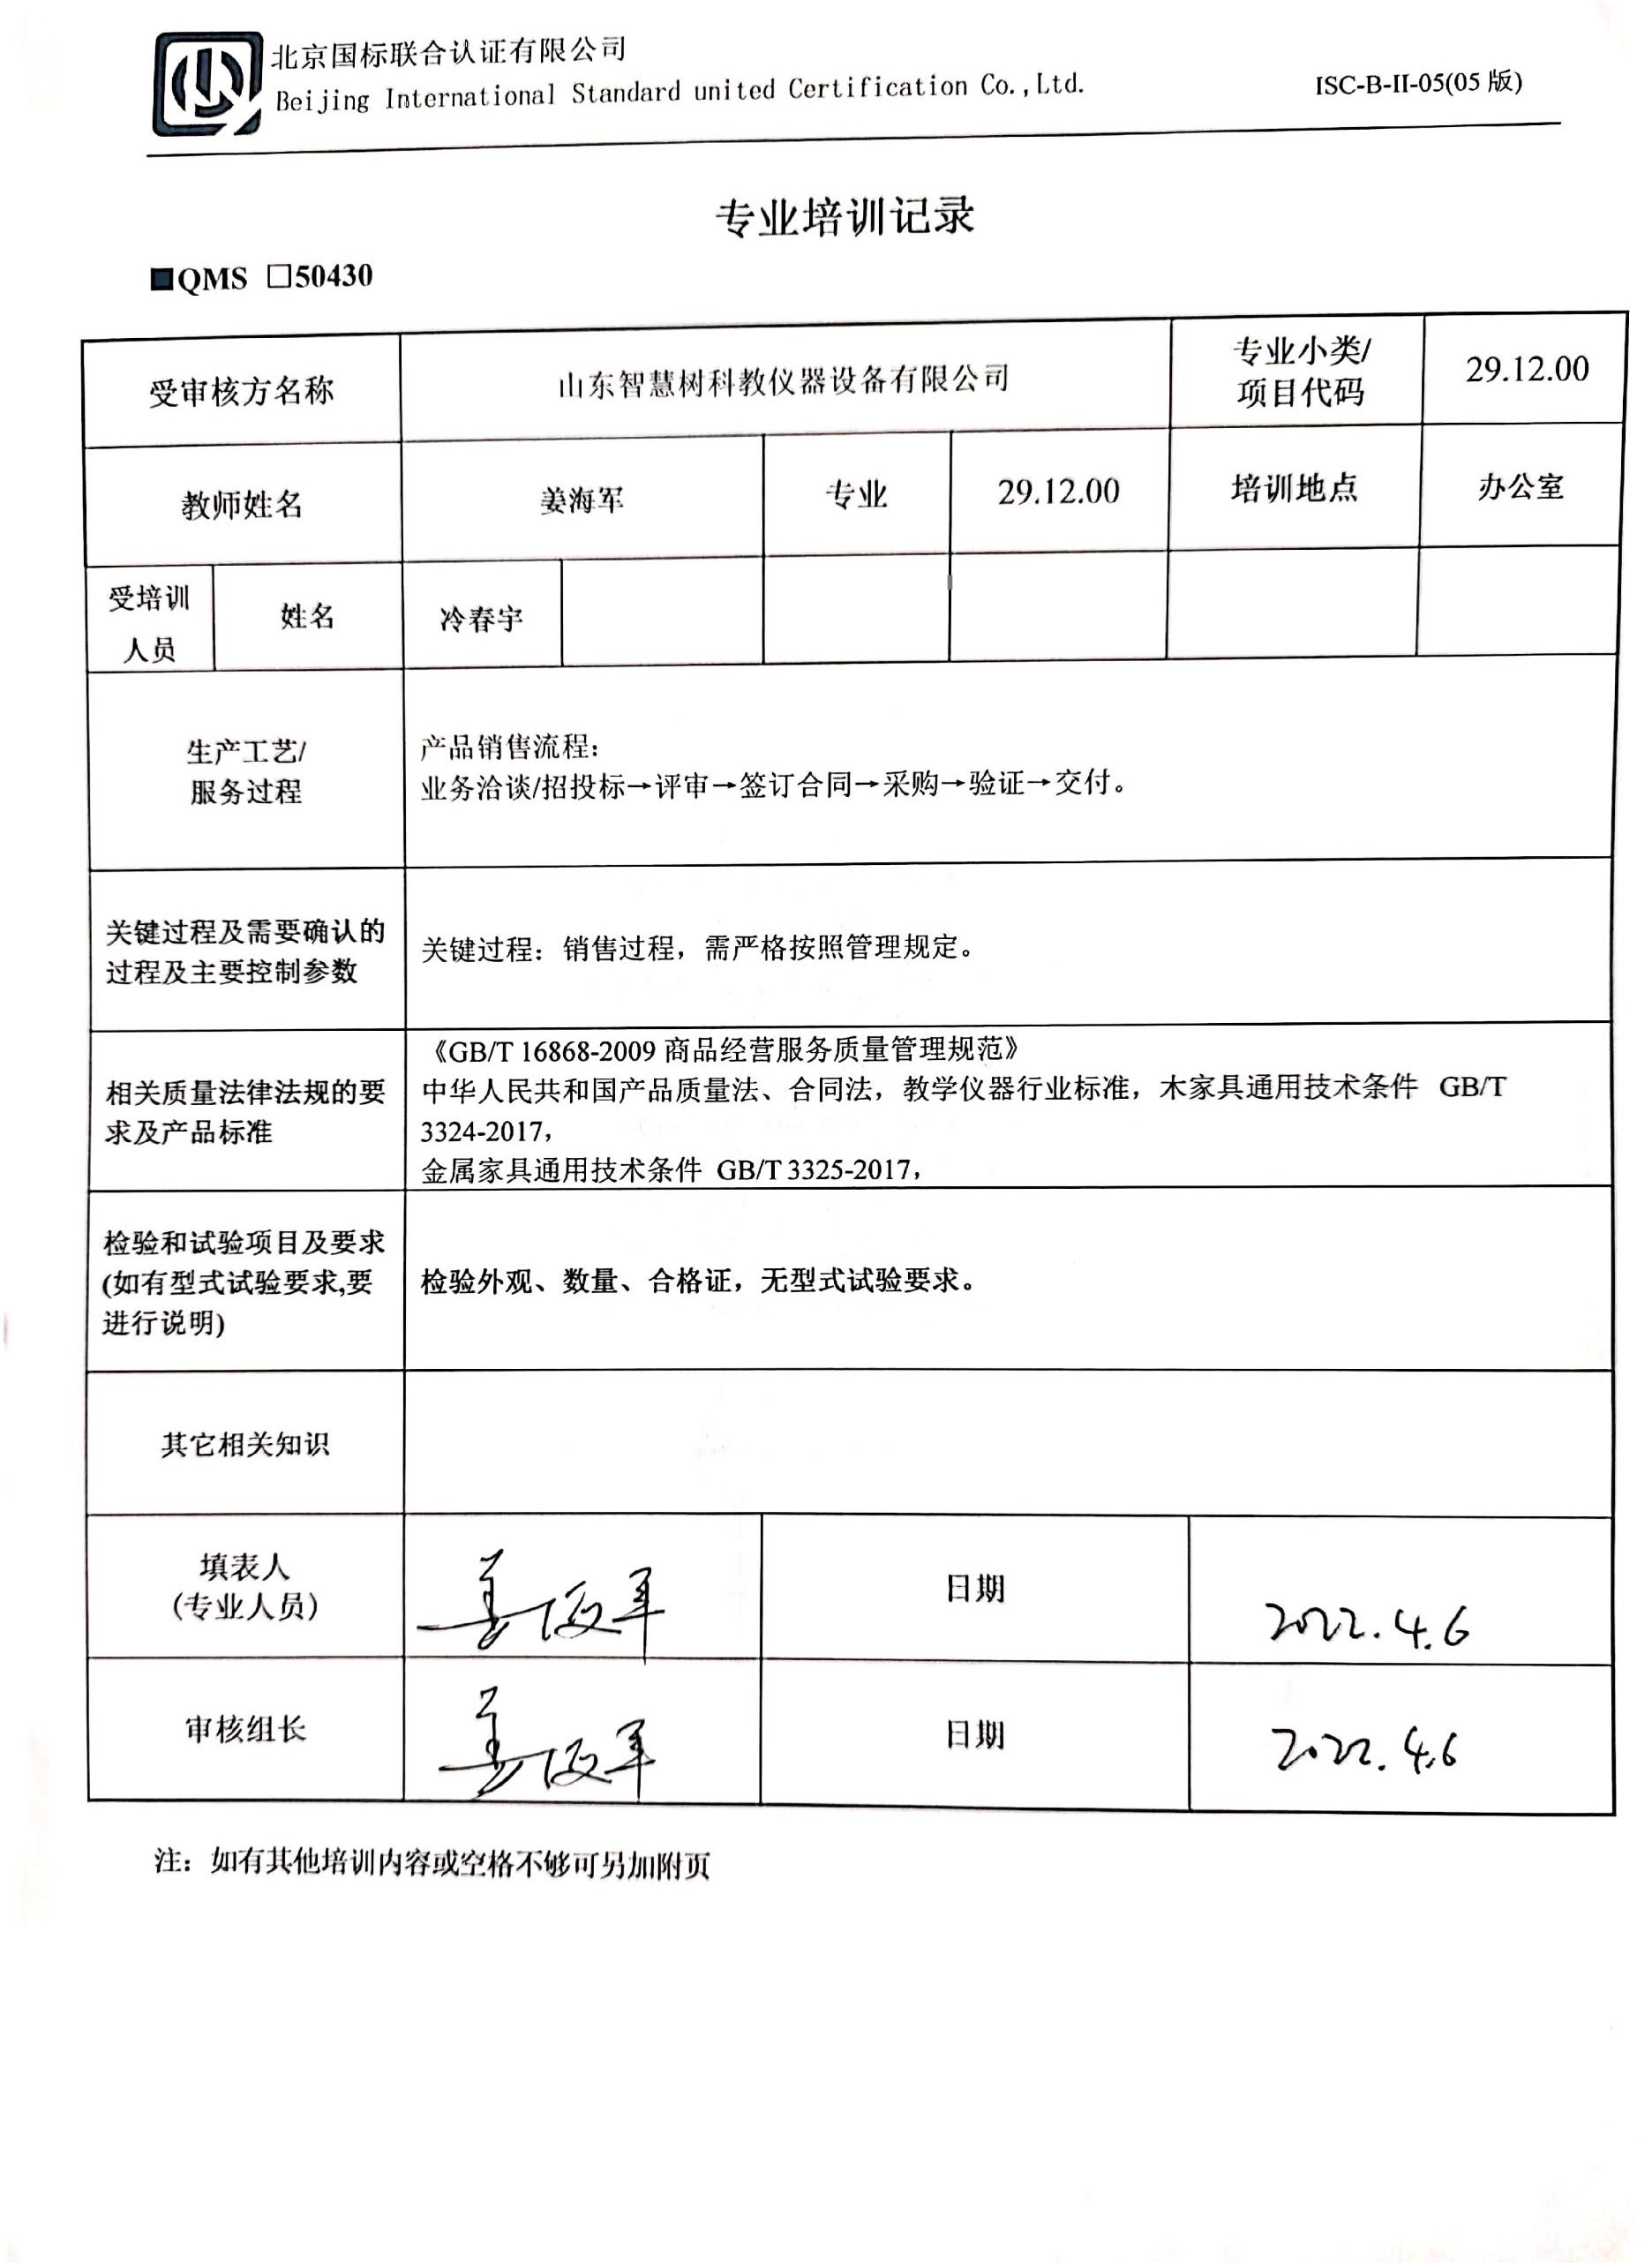 北京国标联合认证有限公司
Beijing International Standard united Certification Co.,Ltd.
ISC-B-II-05(05 版)
专业培训记录
■QMS □50430
受审核方名称
山东智慧树科教仪器设备有限公司
专业小类/
项目代码
29.12.00
教师姓名
姜海军
专业
29.12.00
培训地点
办公室
受培训
人员
姓名
冷春宇
生产工艺/
服务过程
产品销售流程：
业务洽谈/招投标→评审→签订合同→采购→验证→交付。
关键过程及需要确认的
过程及主要控制参数
关键过程：销售过程，需严格按照管理规定。
相关质量法律法规的要
求及产品标准
《GB/T 16868-2009 商品经营服务质量管理规范》
中华人民共和国产品质量法、合同法，教学仪器行业标准，木家具通用技术条件 GB/T
3324-2017，
金属家具通用技术条件 GB/T 3325-2017，
检验和试验项目及要求
(如有型式试验要求,要
进行说明)
检验外观、数量、合格证，无型式试验要求。
其它相关知识
填表人
（专业人员）
姜海军
日期
2022.4.6
审核组长
姜海军
日期
2022.4.6
注：如有其他培训内容或空格不够可另加附页